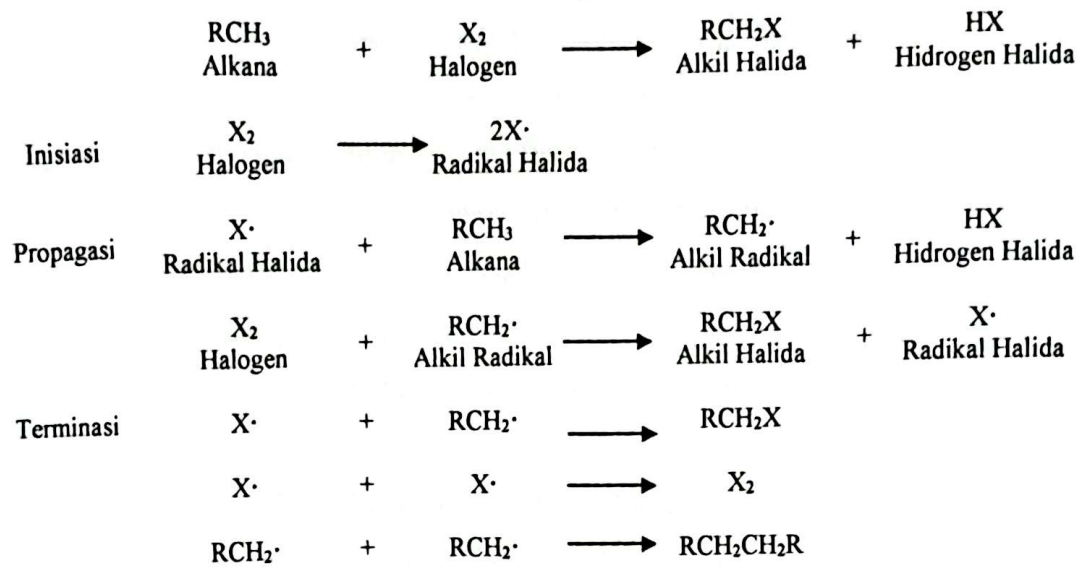 RCH₃ + X₂ ⟶ RCH₂X + HX
Alkana Halogen Alkil Halida Hidrogen Halida
Inisiasi X₂ ⟶ 2X·
Halogen Radikal Halida
Propagasi X· + RCH₃ ⟶ RCH₂· + HX
Radikal Halida Alkana Alkil Radikal Hidrogen Halida
X₂ + RCH₂· ⟶ RCH₂X + X·
Halogen Alkil Radikal Alkil Halida Radikal Halida
Terminasi X· + RCH₂· ⟶ RCH₂X
X· + X· ⟶ X₂
RCH₂· + RCH₂· ⟶ RCH₂CH₂R